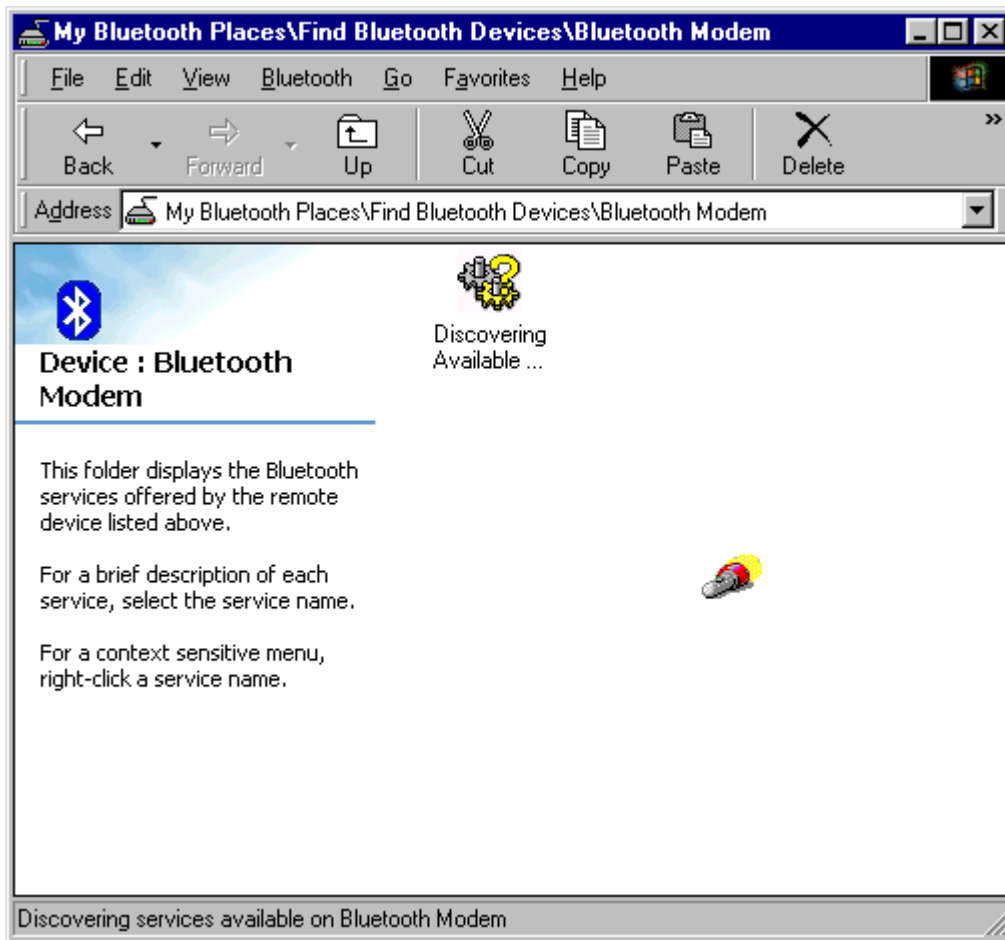 My Bluetooth Places\Find Bluetooth Devices\Bluetooth Modem
File Edit View Bluetooth Go Favorites Help
Back Forward Up Cut Copy Paste Delete »
Address My Bluetooth Places\Find Bluetooth Devices\Bluetooth Modem
Discovering
Available ...
Device : Bluetooth
Modem
This folder displays the Bluetooth
services offered by the remote
device listed above.
For a brief description of each
service, select the service name.
For a context sensitive menu,
right-click a service name.
Discovering services available on Bluetooth Modem